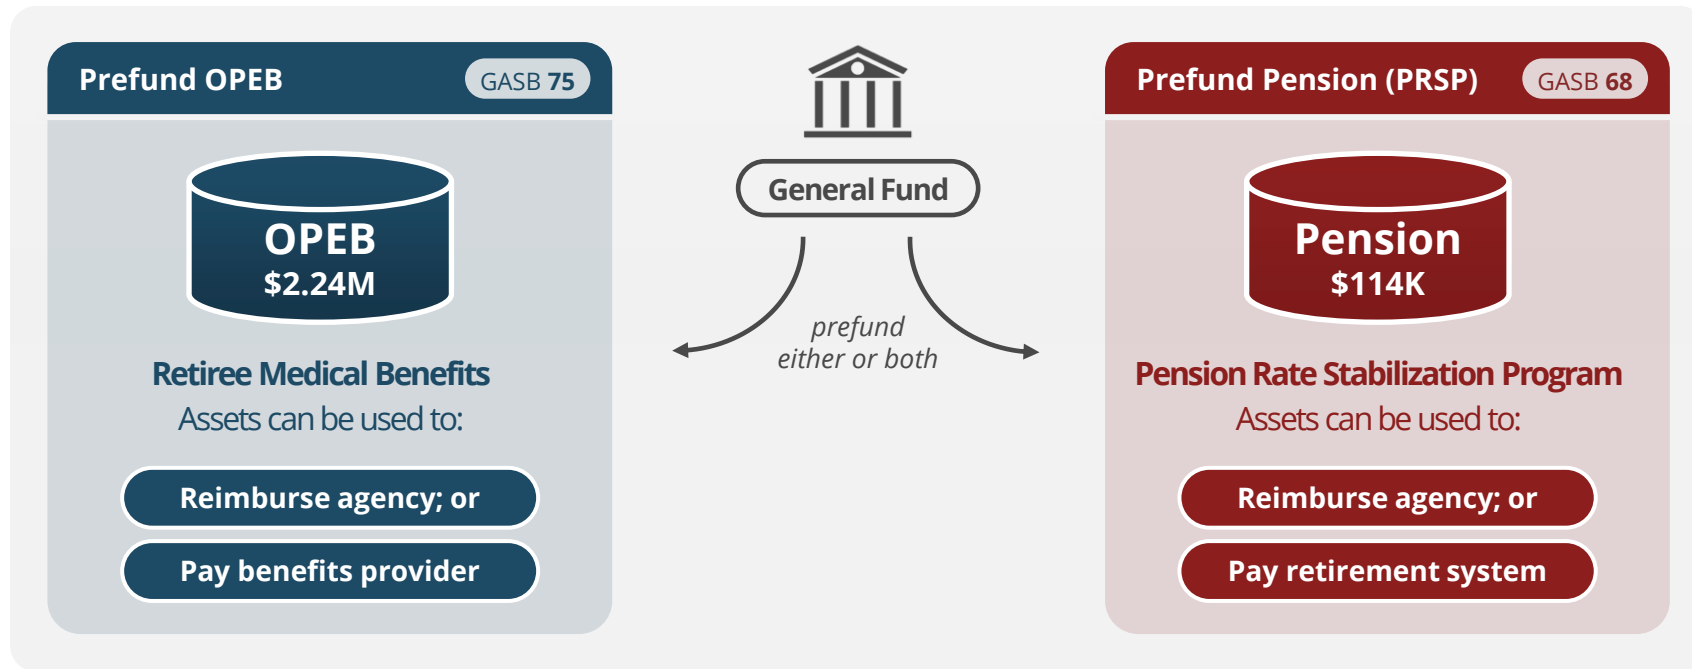 Prefund OPEB
GASB 75
OPEB
$2.24M
Retiree Medical Benefits
Assets can be used to:
Reimburse agency; or
Pay benefits provider
General Fund
prefund
either or both
Prefund Pension (PRSP)
GASB 68
Pension
$114K
Pension Rate Stabilization Program
Assets can be used to:
Reimburse agency; or
Pay retirement system